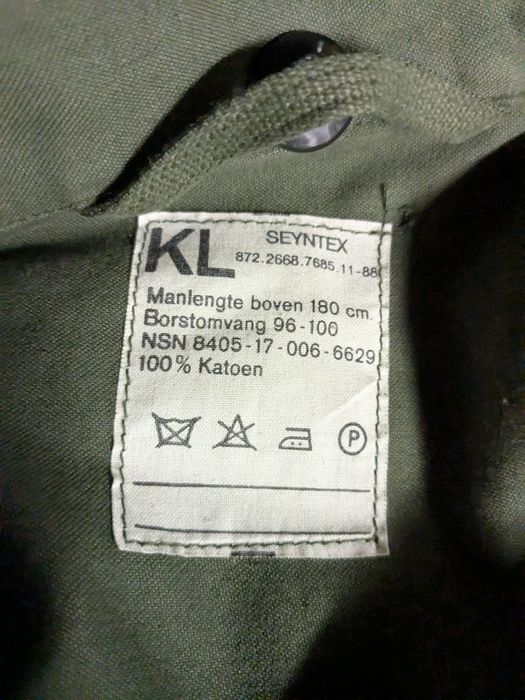 KL SEYNTEX
872.2668.7685.11-88
Manlengte boven 180 cm.
Borstomvang 96-106
NSN 8405-17-006-6629
100% Katoen
P